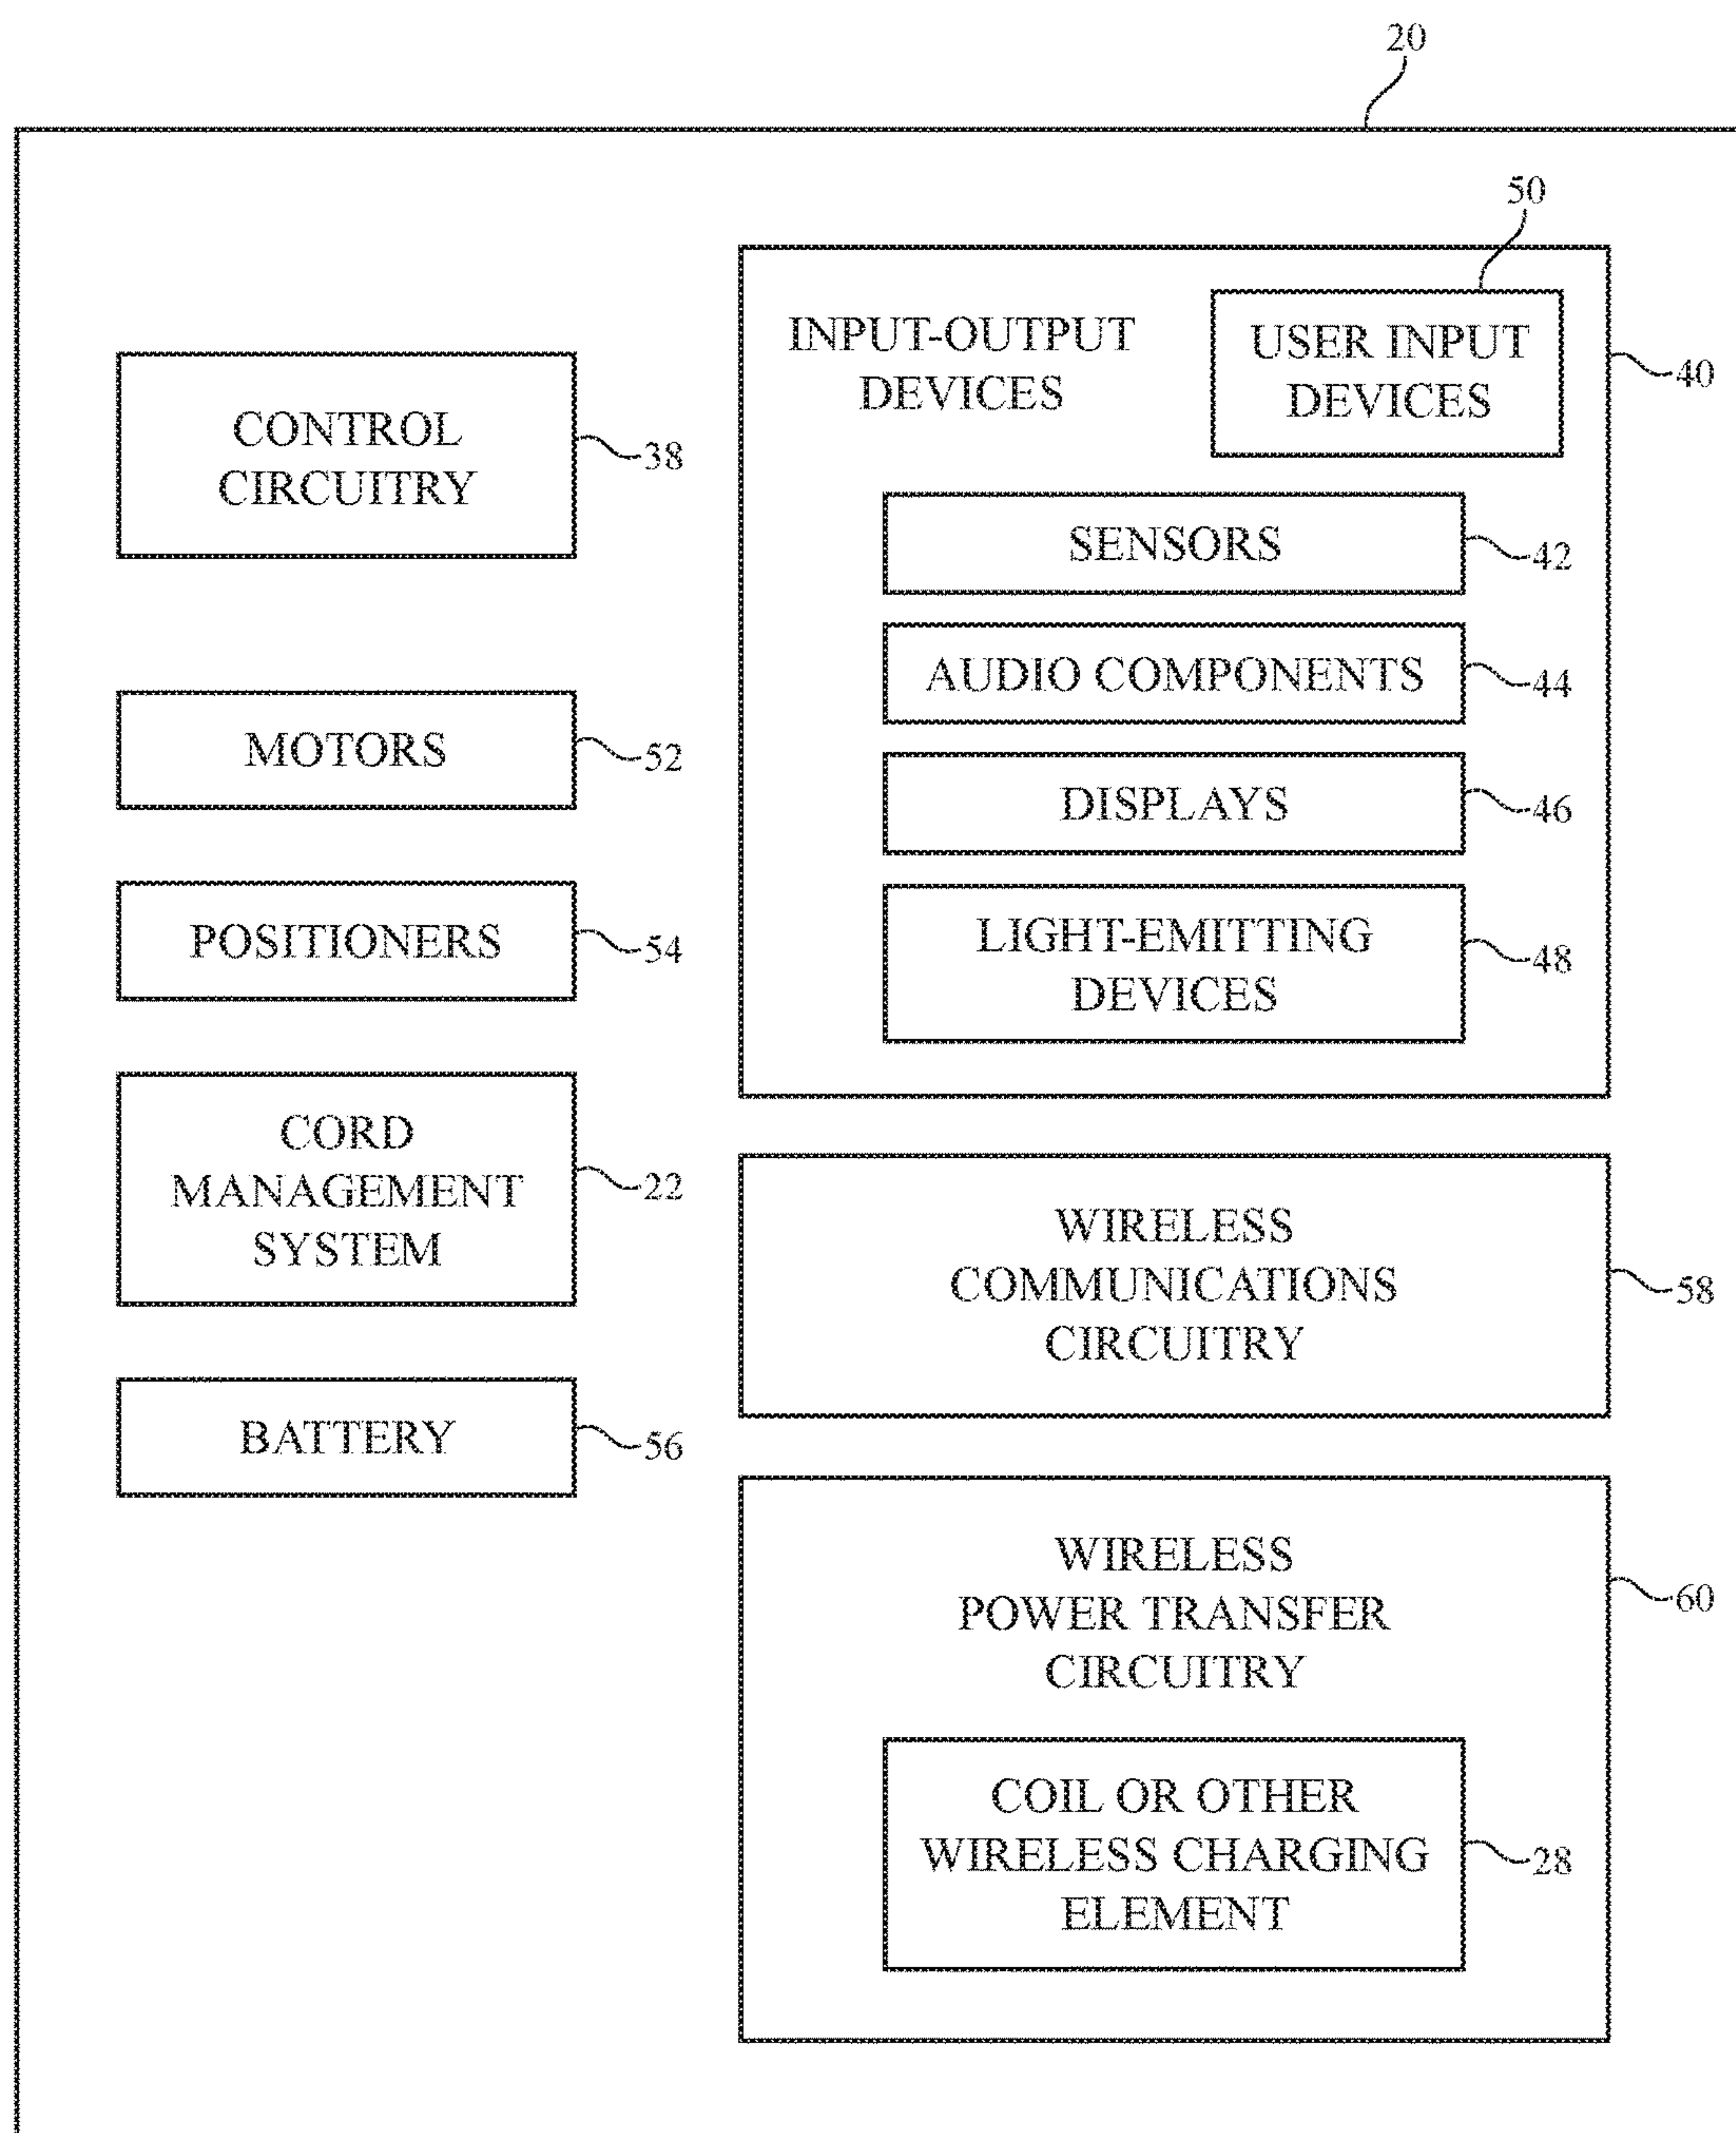 20
50
INPUT-OUTPUT
DEVICES
USER INPUT
DEVICES
40
CONTROL
CIRCUITRY
38
SENSORS
42
AUDIO COMPONENTS
44
MOTORS
52
DISPLAYS
46
POSITIONERS
54
LIGHT-EMITTING
DEVICES
48
CORD
MANAGEMENT
SYSTEM
22
WIRELESS
COMMUNICATIONS
CIRCUITRY
58
BATTERY
56
WIRELESS
POWER TRANSFER
CIRCUITRY
60
COIL OR OTHER
WIRELESS CHARGING
ELEMENT
28